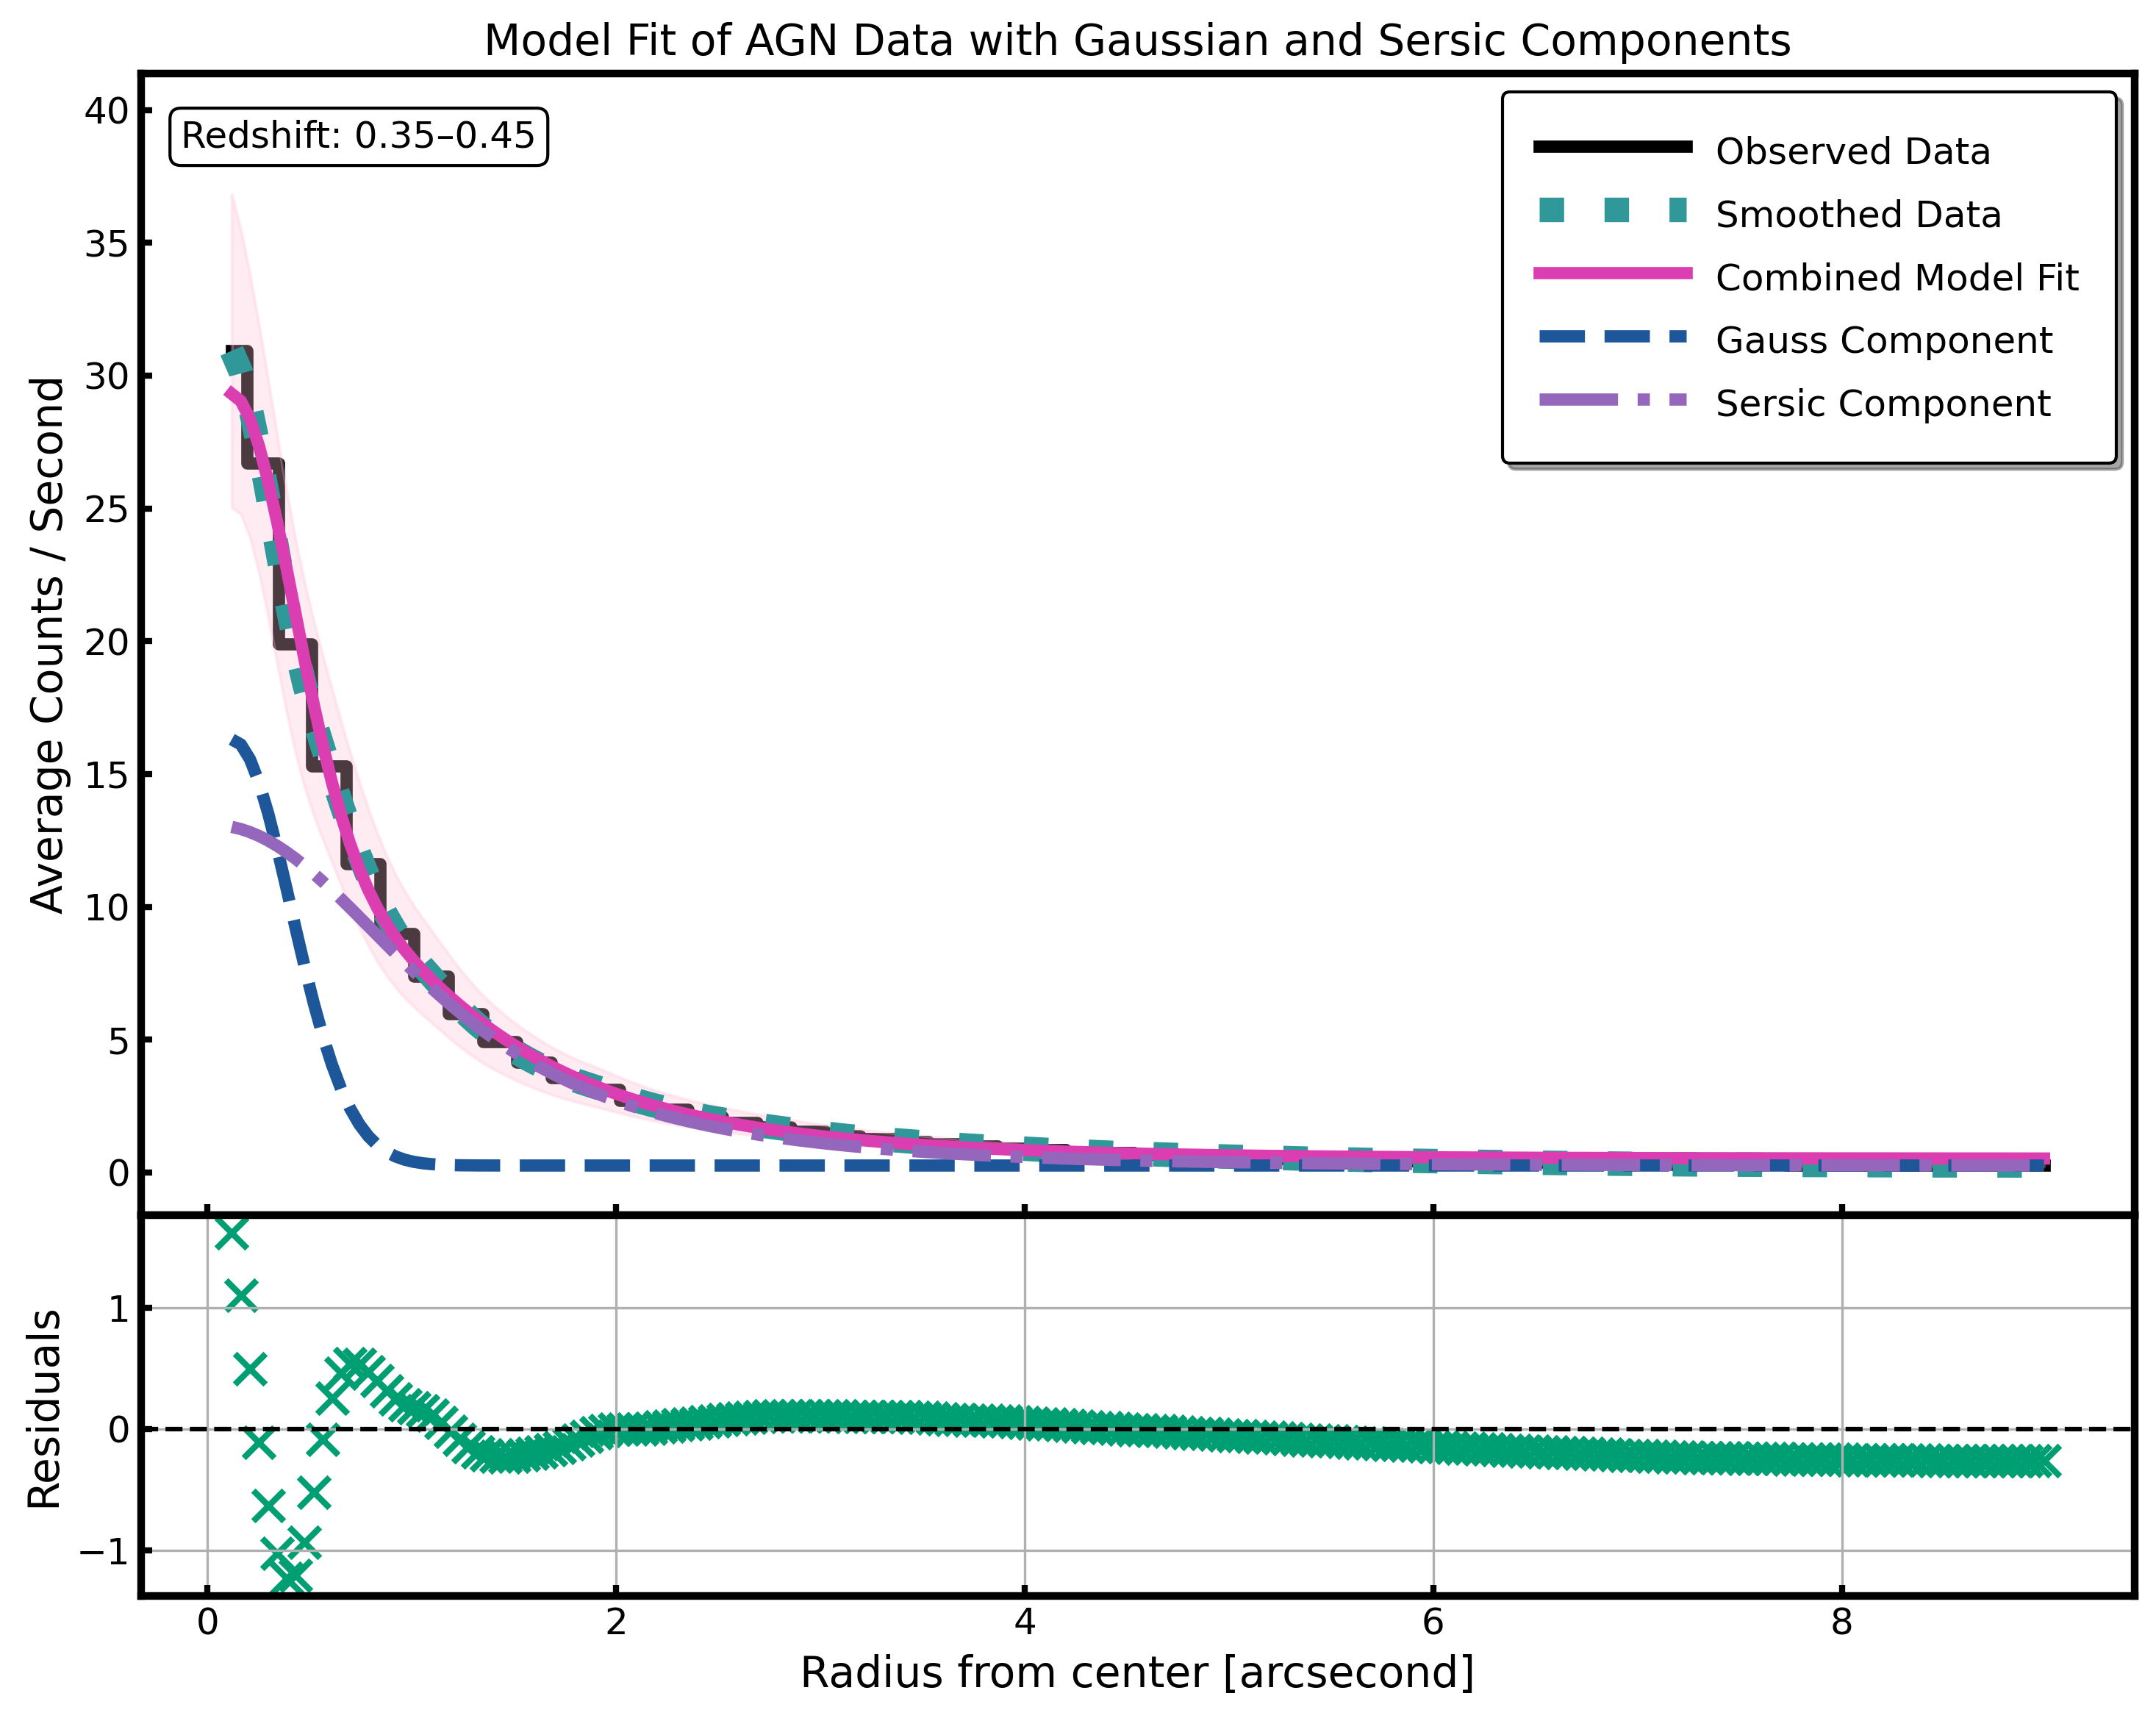 Model Fit of AGN Data with Gaussian and Sersic Components
Redshift: 0.35–0.45
Observed Data
Smoothed Data
Combined Model Fit
Gauss Component
Sersic Component
Average Counts / Second
40
35
30
25
20
15
10
5
0
Residuals
1
0
−1
0
2
4
6
8
Radius from center [arcsecond]